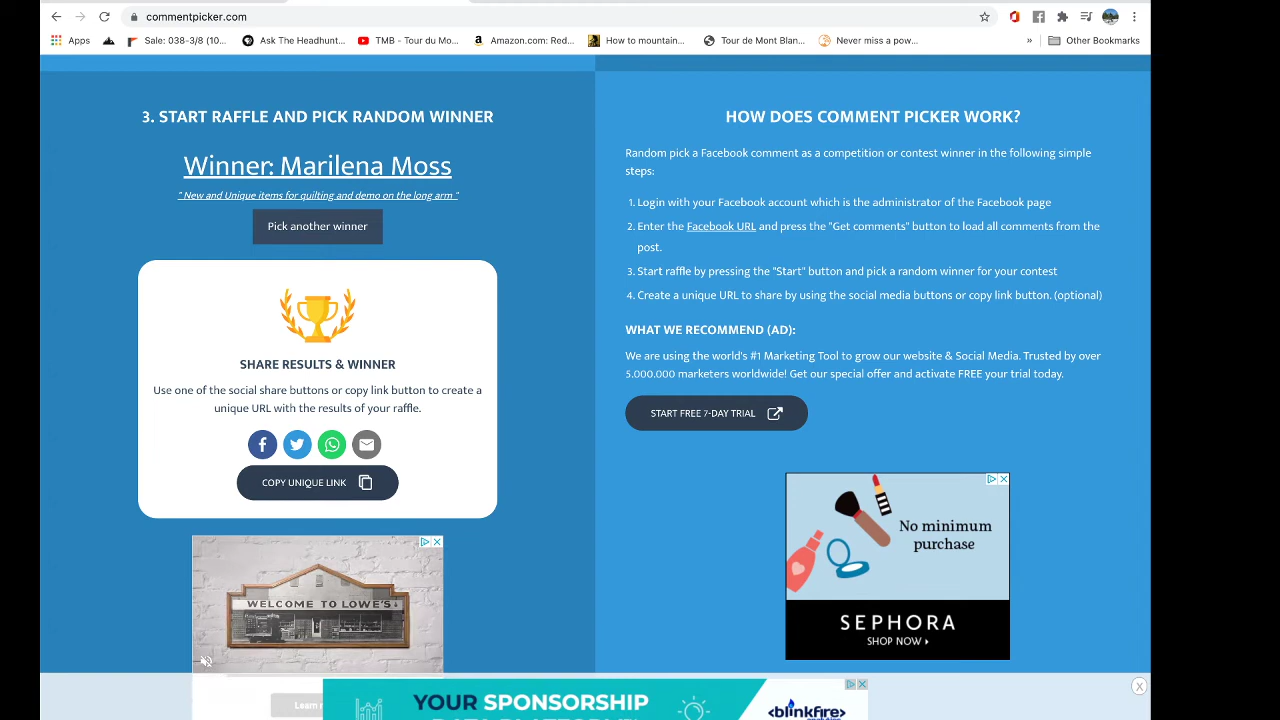 commentpicker.com
Apps
Sale: 038-3/8 (10...
Ask The Headhunt...
TMB - Tour du Mo...
Amazon.com: Red...
How to mountain...
Tour de Mont Blan...
Never miss a pow...
»
Other Bookmarks
3. START RAFFLE AND PICK RANDOM WINNER
Winner: Marilena Moss
" New and Unique items for quilting and demo on the long arm "
Pick another winner
SHARE RESULTS & WINNER
Use one of the social share buttons or copy link button to create a
unique URL with the results of your raffle.
COPY UNIQUE LINK
WELCOME TO LOWE'S
HOW DOES COMMENT PICKER WORK?
Random pick a Facebook comment as a competition or contest winner in the following simple
steps:
1. Login with your Facebook account which is the administrator of the Facebook page
2. Enter the Facebook URL and press the "Get comments" button to load all comments from the
post.
3. Start raffle by pressing the "Start" button and pick a random winner for your contest
4. Create a unique URL to share by using the social media buttons or copy link button. (optional)
WHAT WE RECOMMEND (AD):
We are using the world's #1 Marketing Tool to grow our website & Social Media. Trusted by over
5.000.000 marketers worldwide! Get our special offer and activate FREE your trial today.
START FREE 7-DAY TRIAL
No minimum
purchase
SEPHORA
SHOP NOW
Learn
YOUR SPONSORSHIP
<blinkfire>